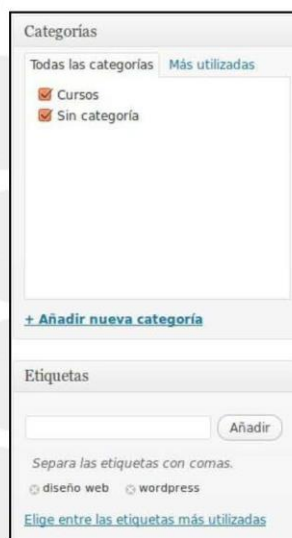 Categorías
Todas las categorías Más utilizadas
Cursos
Sin categoría
+ Añadir nueva categoría
Etiquetas
Añadir
Separa las etiquetas con comas.
diseño web wordpress
Elige entre las etiquetas más utilizadas